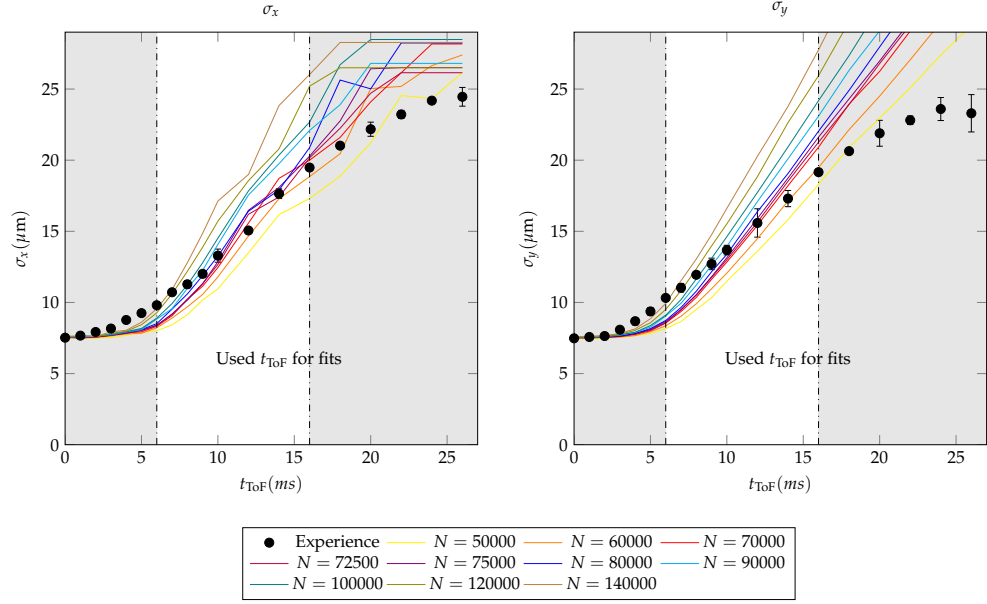 σx
σy
25
20
15
10
5
0
σx(μm)
Used tToF for fits
0 5 10 15 20 25
tToF(ms)
25
20
15
10
5
0
σy(μm)
Used tToF for fits
0 5 10 15 20 25
tToF(ms)
Experience N = 50000 N = 60000 N = 70000
N = 72500 N = 75000 N = 80000 N = 90000
N = 100000 N = 120000 N = 140000